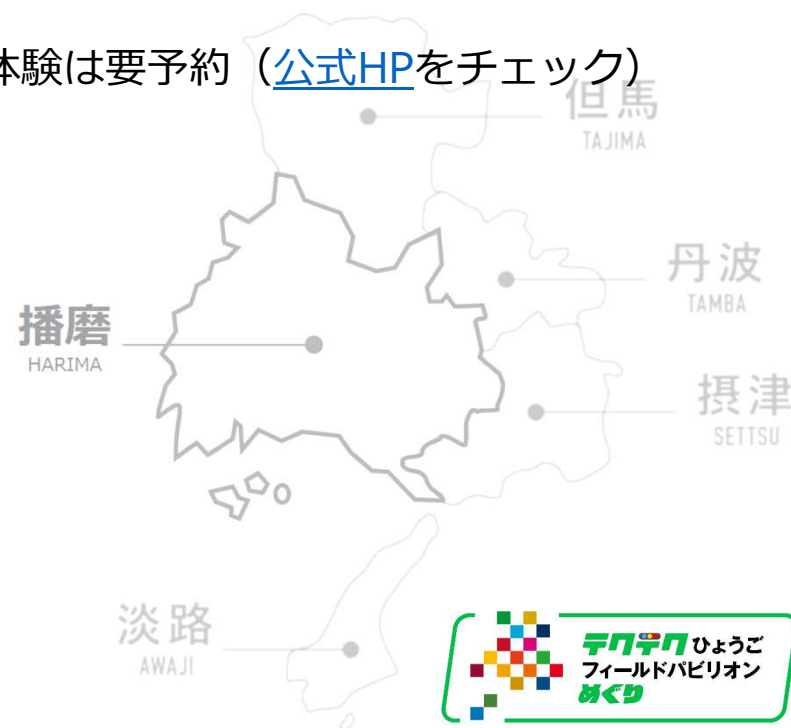 体験は要予約（公式HPをチェック）
但馬
TAJIMA
丹波
TAMBA
播磨
HARIMA
摂津
SETTSU
淡路
AWAJI
テクテクひょうご
フィールドパビリオン
めぐり